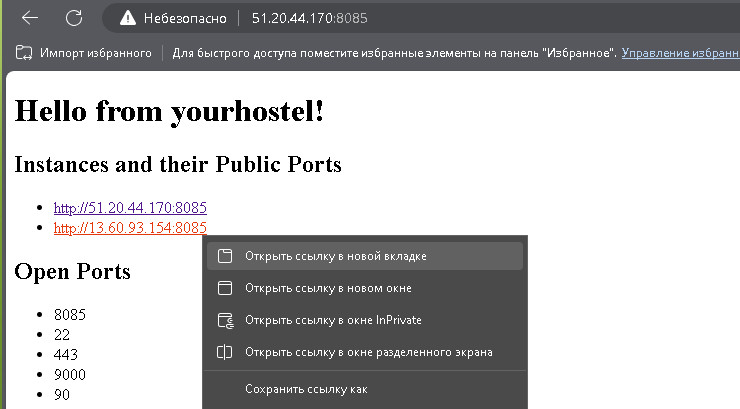 Небезопасно 51.20.44.170:8085
Импорт избранного Для быстрого доступа поместите избранные элементы на панель "Избранное". Управление избранн
Hello from yourhostel!
Instances and their Public Ports
http://51.20.44.170:8085
http://13.60.93.154:8085
Открыть ссылку в новой вкладке
Open Ports
Открыть ссылку в новом окне
8085
Открыть ссылку в окне InPrivate
22
443
Открыть ссылку в окне разделенного экрана
9000
90
Сохранить ссылку как